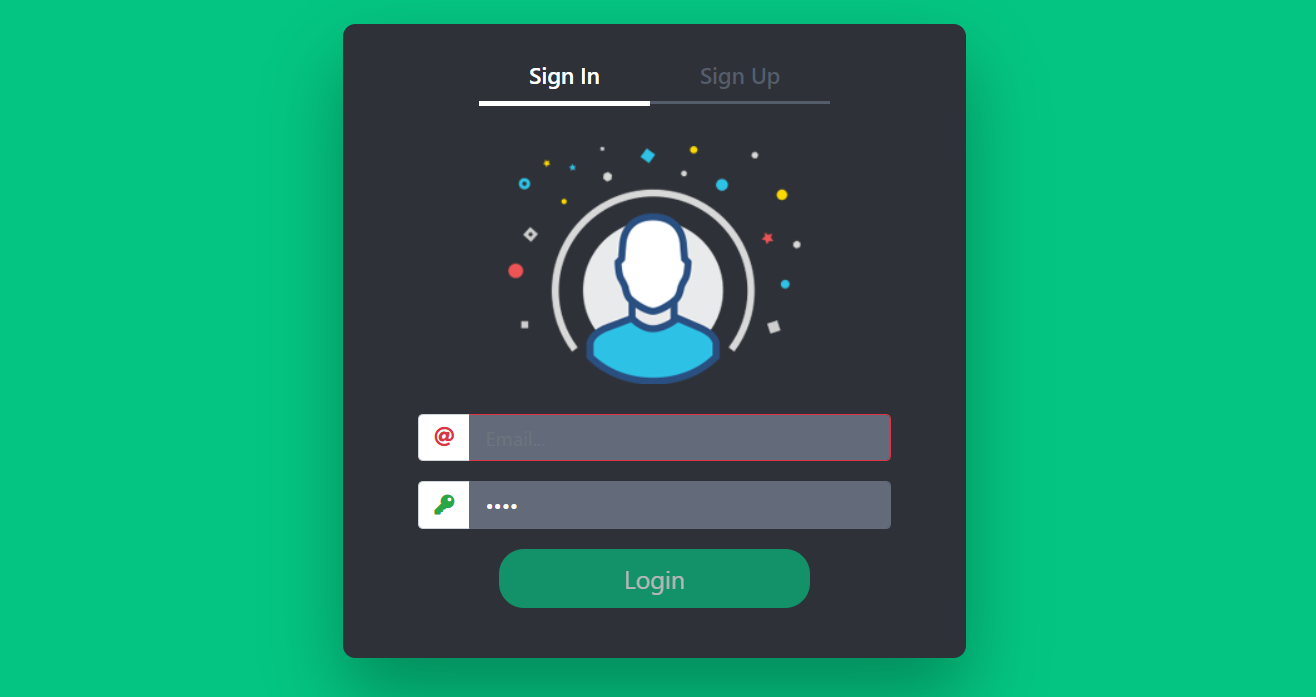 Sign In
Sign Up
@
Email...
••••
Login